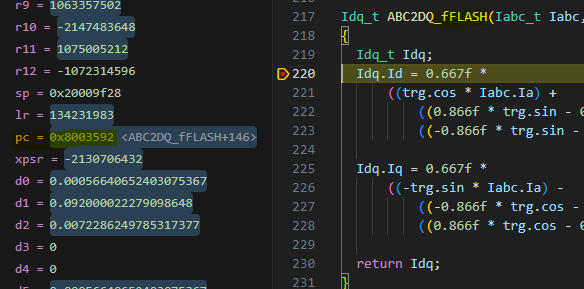 r9 = 1063357502
r10 = -2147483648
r11 = 1075005212
r12 = -1072314596
sp = 0x20009f28
lr = 134231983
pc = 0x8003592 <ABC2DQ_fFLASH+146>
xpsr = -2130706432
d0 = 0.00056640652403075367
d1 = 0.092000022279098648
d2 = 0.0072286249785317377
d3 = 0
d4 = 0
217 Idq_t ABC2DQ_fFLASH(Iabc_t Iabc,
218 {
219 Idq_t Idq;
220 Idq.Id = 0.667f *
221 ((trg.cos * Iabc.Ia) +
222 ((0.866f * trg.sin - 0
223 ((-0.866f * trg.sin -
224
225 Idq.Iq = 0.667f *
226 ((-trg.sin * Iabc.Ia) -
227 ((-0.866f * trg.cos
228 ((0.866f * trg.cos - 0
229
230 return Idq;
231 }